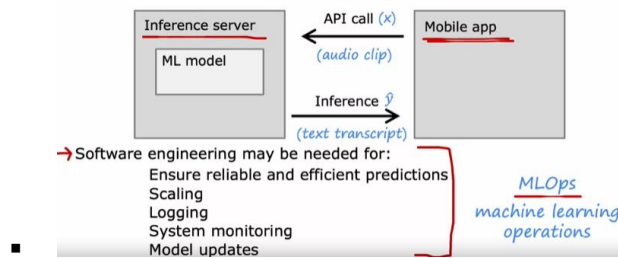 Inference server
API call (x)
Mobile app
(audio clip)
ML model
Inference ŷ
(text transcript)
Software engineering may be needed for:
Ensure reliable and efficient predictions
Scaling
Logging
System monitoring
Model updates
MLOps
machine learning
operations